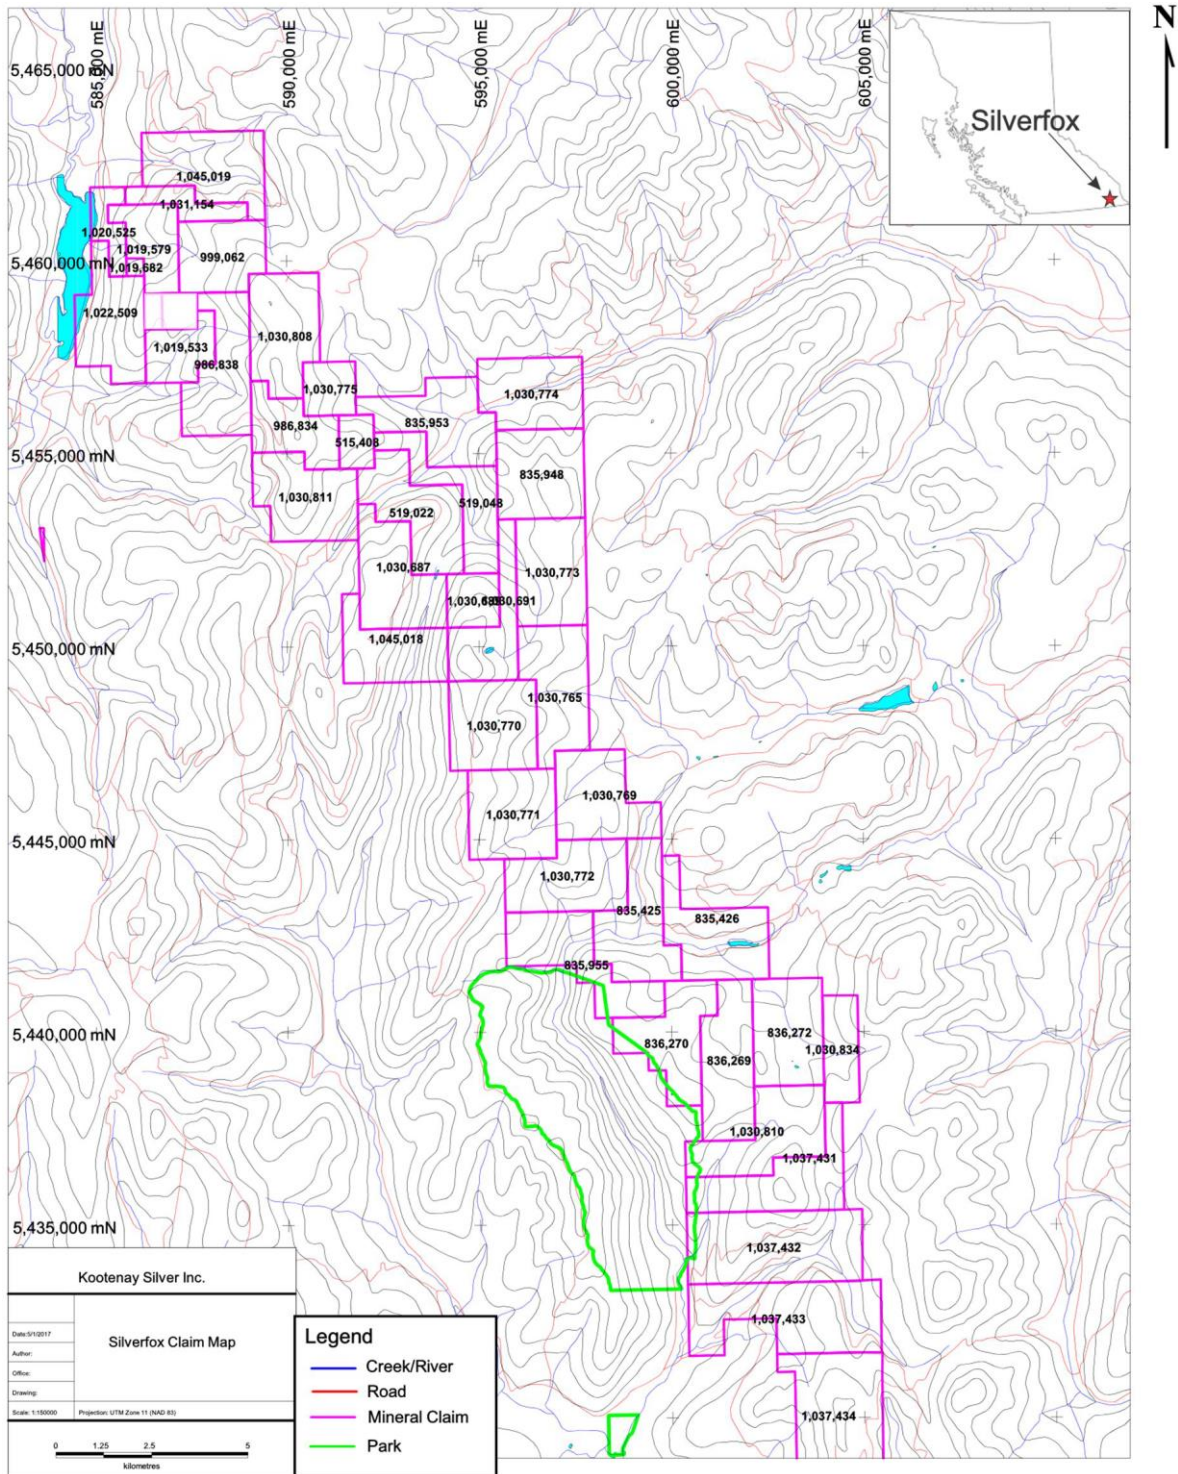 N
585,000 mE
590,000 mE
595,000 mE
600,000 mE
605,000 mE
5,465,000 mN
Silverfox
1,045,019
1,031,154
1,020,525
1,019,579
999,062
5,460,000 mN
1,019,682
1,022,509
1,030,808
1,019,533
986,838
1,030,775
1,030,774
986,834
835,953
515,408
5,455,000 mN
835,948
1,030,811
519,048
519,022
1,030,687
1,030,773
1,030,691
5,450,000 mN
1,045,018
1,030,765
1,030,770
1,030,769
1,030,771
5,445,000 mN
1,030,772
835,425
835,426
835,955
5,440,000 mN
836,270
836,272
836,269
1,030,834
1,030,810
1,037,431
5,435,000 mN
1,037,432
1,037,433
1,037,434
Kootenay Silver Inc.
Date:5/1/2017
Author:
Office:
Drawing:
Scale: 1:150000
Silverfox Claim Map
Projection: UTM Zone 11 (NAD 83)
0 1.25 2.5 5
kilometres
Legend
Creek/River
Road
Mineral Claim
Park